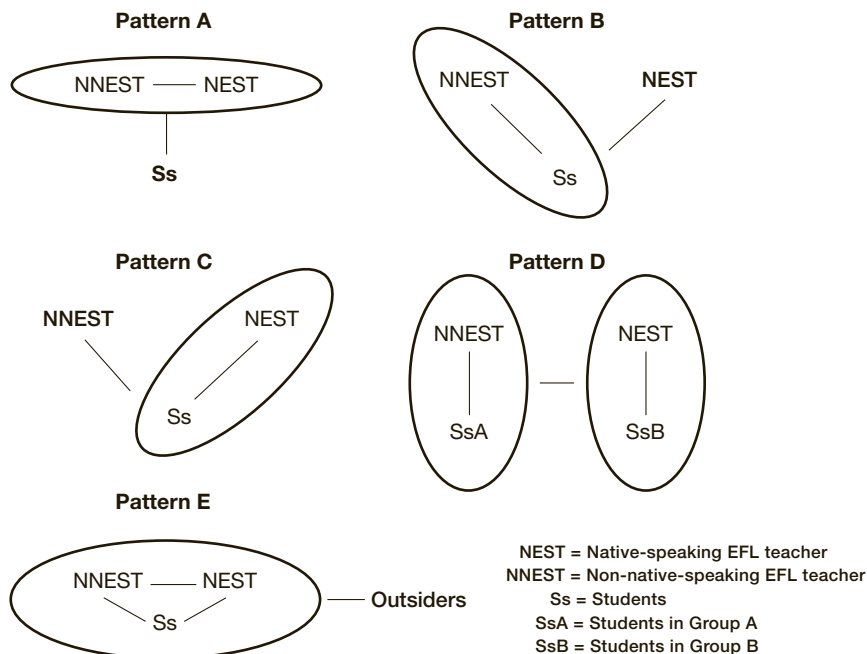 Pattern A
NNEST NEST
Ss
Pattern B
NNEST NEST
Ss
Pattern C
NNEST NEST
Ss
Pattern D
NNEST NEST
SsA SsB
Pattern E
NNEST NEST
Ss
Outsiders
NEST = Native-speaking EFL teacher
NNEST = Non-native-speaking EFL teacher
Ss = Students
SsA = Students in Group A
SsB = Students in Group B